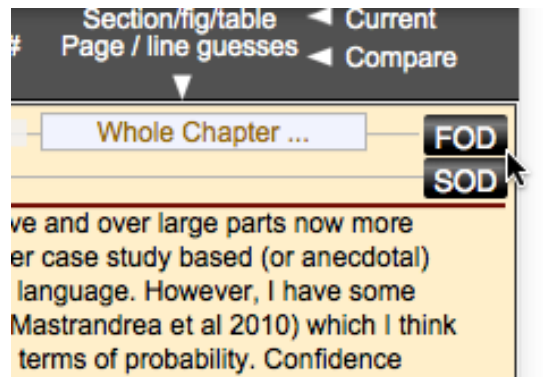 Section/fig/table ◄ Current
# Page / line guesses ◄ Compare
▼
Whole Chapter ... FOD
SOD
ve and over large parts now more
er case study based (or anecdotal)
language. However, I have some
Mastrandrea et al 2010) which I think
terms of probability. Confidence